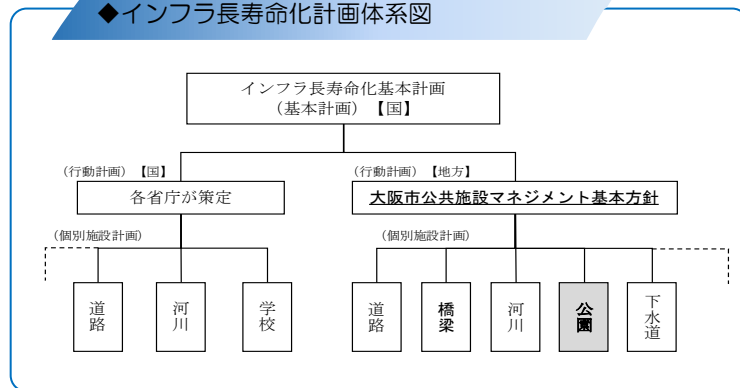 ◆インフラ長寿命化計画体系図
インフラ長寿命化基本計画
(基本計画)【国】
(行動計画)【国】
各省庁が策定
(行動計画)【地方】
大阪市公共施設マネジメント基本方針
(個別施設計画)
道路
河川
学校
(個別施設計画)
道路
橋梁
河川
公園
下水道